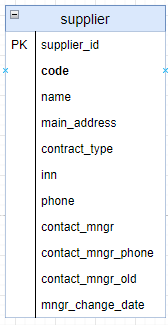 supplier
PK supplier_id
code
name
main_address
contract_type
inn
phone
contact_mngr
contact_mngr_phone
contact_mngr_old
mngr_change_date